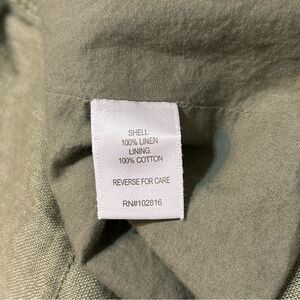 SHELL
100% LINEN
LINING
100% COTTON
REVERSE FOR CARE
RN#102816